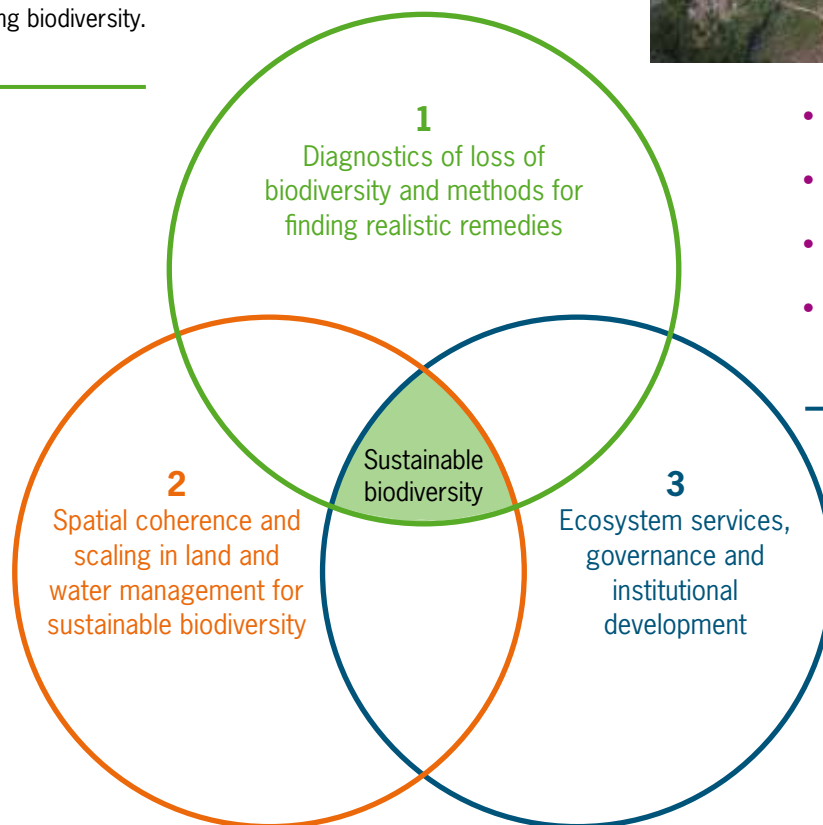 ng biodiversity.
1
Diagnostics of loss of
biodiversity and methods for
finding realistic remedies
Sustainable
biodiversity
2
Spatial coherence and
scaling in land and
water management for
sustainable biodiversity
3
Ecosystem services,
governance and
institutional
development